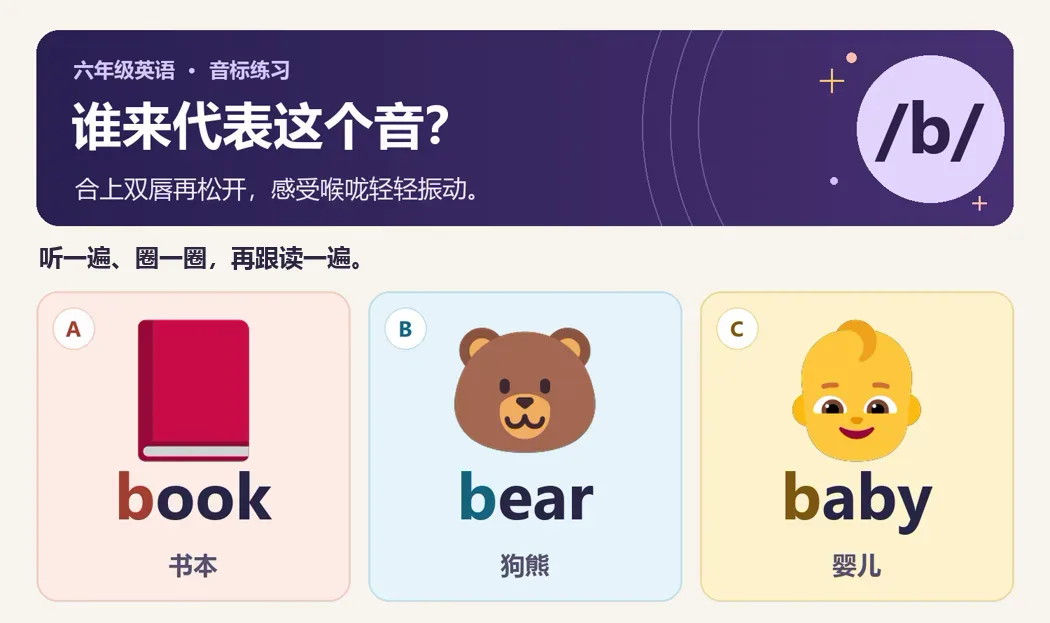 六年级英语 · 音标练习
谁来代表这个音？
合上双唇再松开，感受喉咙轻轻振动。
/b/
听一遍、圈一圈，再跟读一遍。
A
book
书本
B
bear
狗熊
C
baby
婴儿